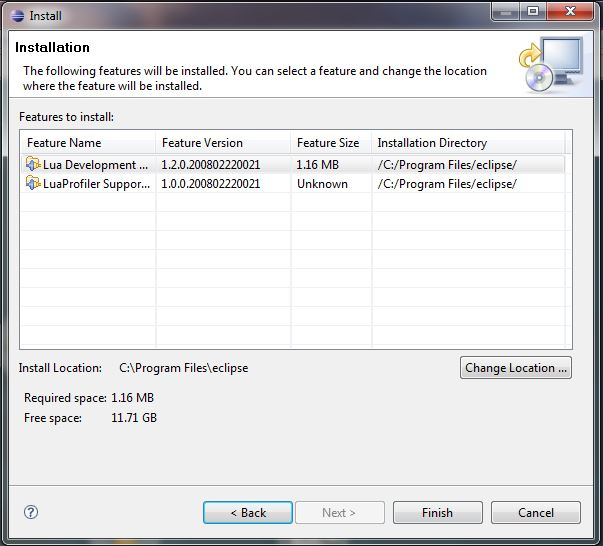 Install
Installation
The following features will be installed. You can select a feature and change the location
where the feature will be installed.
Features to install:
Feature Name Feature Version Feature Size Installation Directory
Lua Development ... 1.2.0.200802220021 1.16 MB /C:/Program Files/eclipse/
LuaProfiler Suppor... 1.0.0.200802220021 Unknown /C:/Program Files/eclipse/
Install Location: C:\Program Files\eclipse Change Location ...
Required space: 1.16 MB
Free space: 11.71 GB
? < Back Next > Finish Cancel